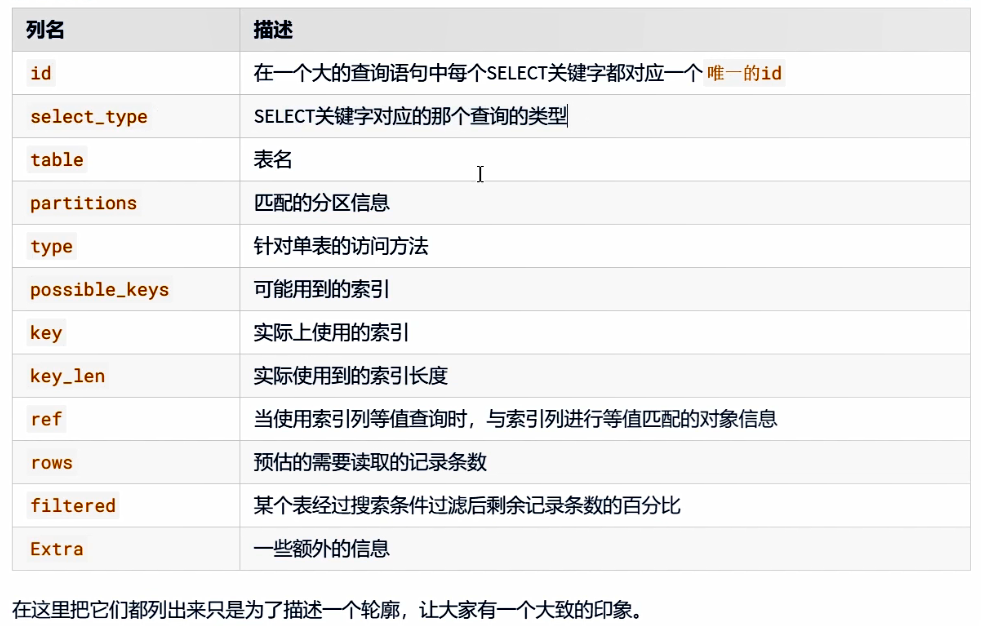 列名 描述
id 在一个大的查询语句中每个SELECT关键字都对应一个 唯一的id
select_type SELECT关键字对应的那个查询的类型
table 表名
partitions 匹配的分区信息
type 针对单表的访问方法
possible_keys 可能用到的索引
key 实际上使用的索引
key_len 实际使用到的索引长度
ref 当使用索引列等值查询时，与索引列进行等值匹配的对象信息
rows 预估的需要读取的记录条数
filtered 某个表经过搜索条件过滤后剩余记录条数的百分比
Extra 一些额外的信息
在这里把它们都列出来只是为了描述一个轮廓，让大家有一个大致的印象。